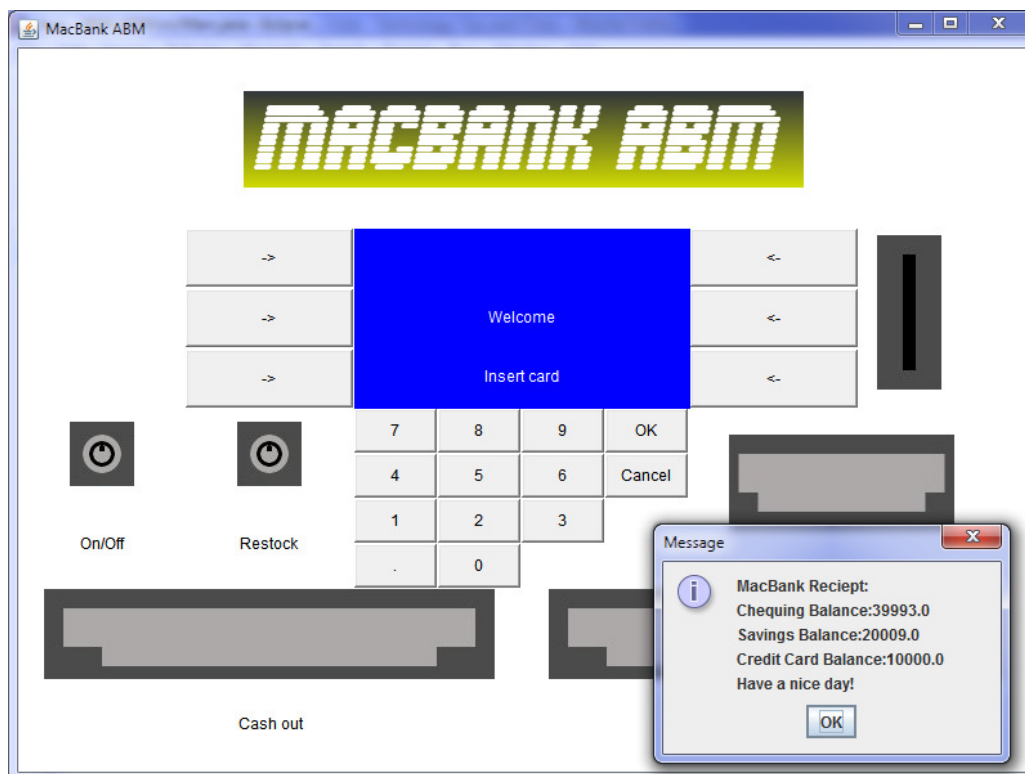 MacBank ABM
MACBANK ABM
-> <-
-> Welcome <-
-> Insert card <-
7 8 9 OK
4 5 6 Cancel
1 2 3
. 0
On/Off Restock
Cash out
Message
MacBank Reciept:
Chequing Balance:39993.0
Savings Balance:20009.0
Credit Card Balance:10000.0
Have a nice day!
OK